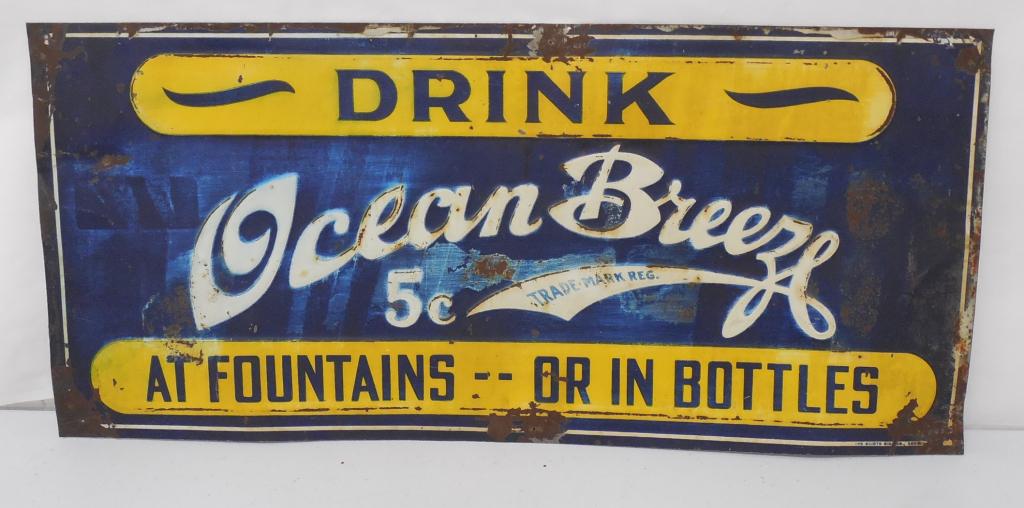 DRINK
Ocean Breeze
5c
TRADE-MARK REG.
AT FOUNTAINS -- OR IN BOTTLES